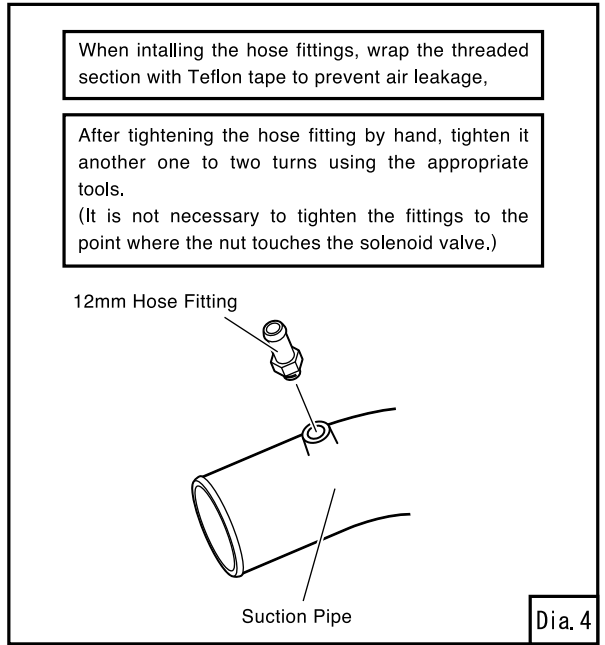 When intalling the hose fittings, wrap the threaded
section with Teflon tape to prevent air leakage,
After tightening the hose fitting by hand, tighten it
another one to two turns using the appropriate
tools.
(It is not necessary to tighten the fittings to the
point where the nut touches the solenoid valve.)
12mm Hose Fitting
Suction Pipe
Dia. 4